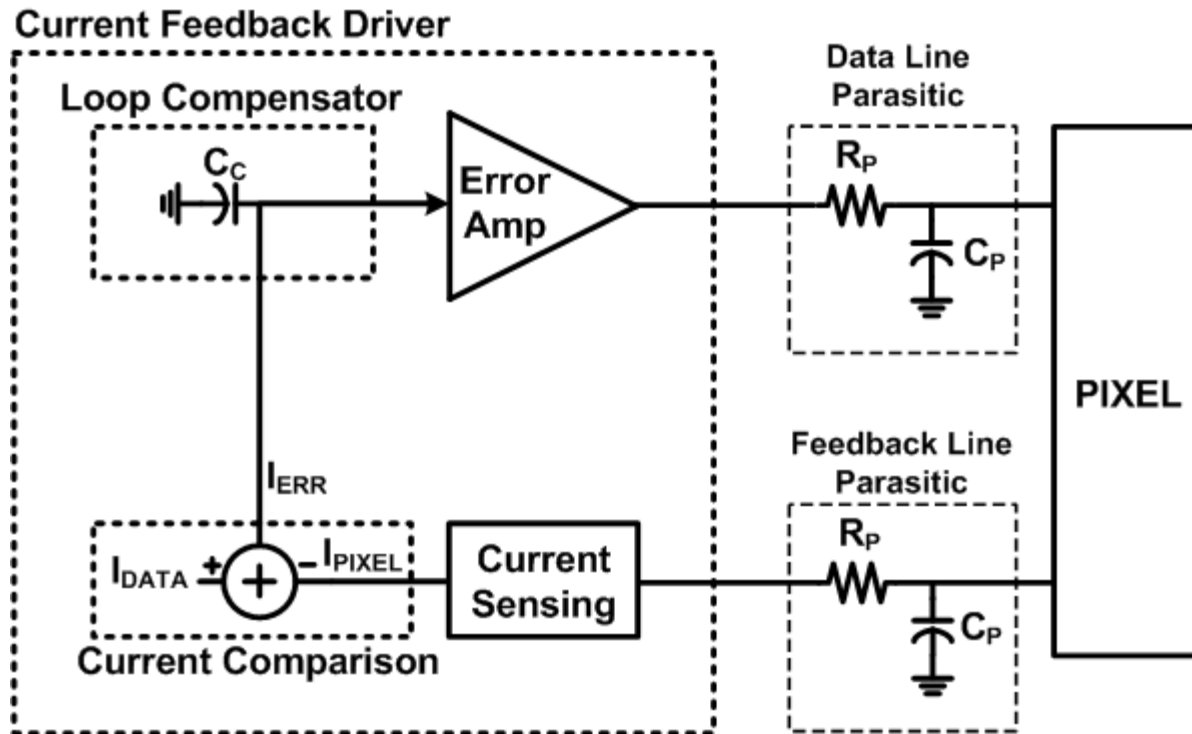 Current Feedback Driver
Loop Compensator
C_C
Error
Amp
Data Line
Parasitic
R_P
C_P
PIXEL
Feedback Line
Parasitic
R_P
C_P
I_ERR
I_DATA + + - I_PIXEL
Current
Sensing
Current Comparison